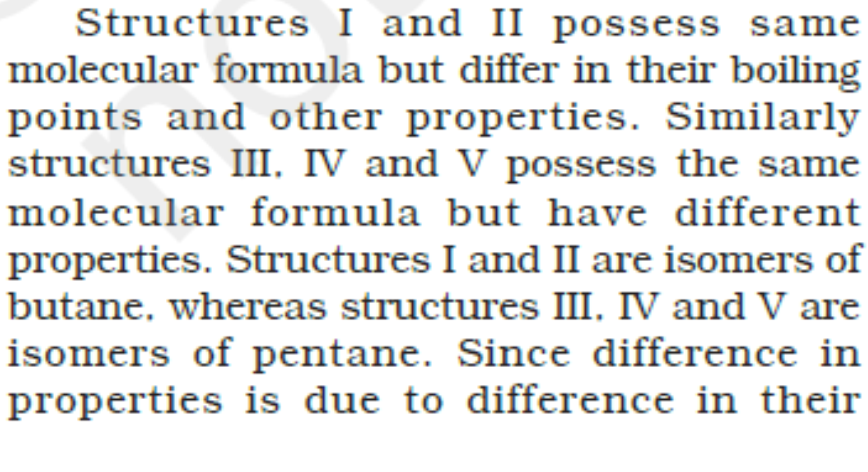 Structures I and II possess same
molecular formula but differ in their boiling
points and other properties. Similarly
structures III, IV and V possess the same
molecular formula but have different
properties. Structures I and II are isomers of
butane, whereas structures III, IV and V are
isomers of pentane. Since difference in
properties is due to difference in their